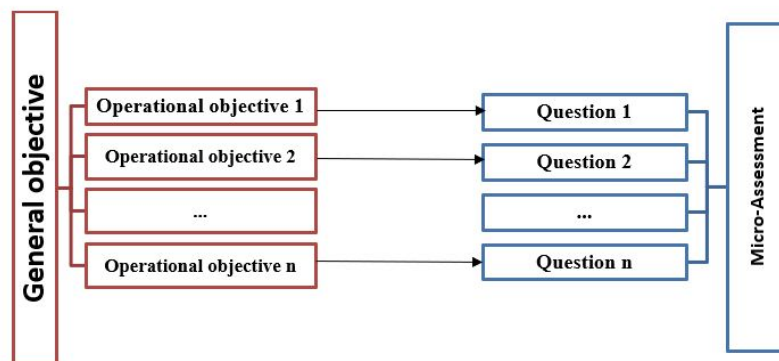 General objective
Operational objective 1
Question 1
Operational objective 2
Question 2
...
...
Operational objective n
Question n
Micro-Assessment